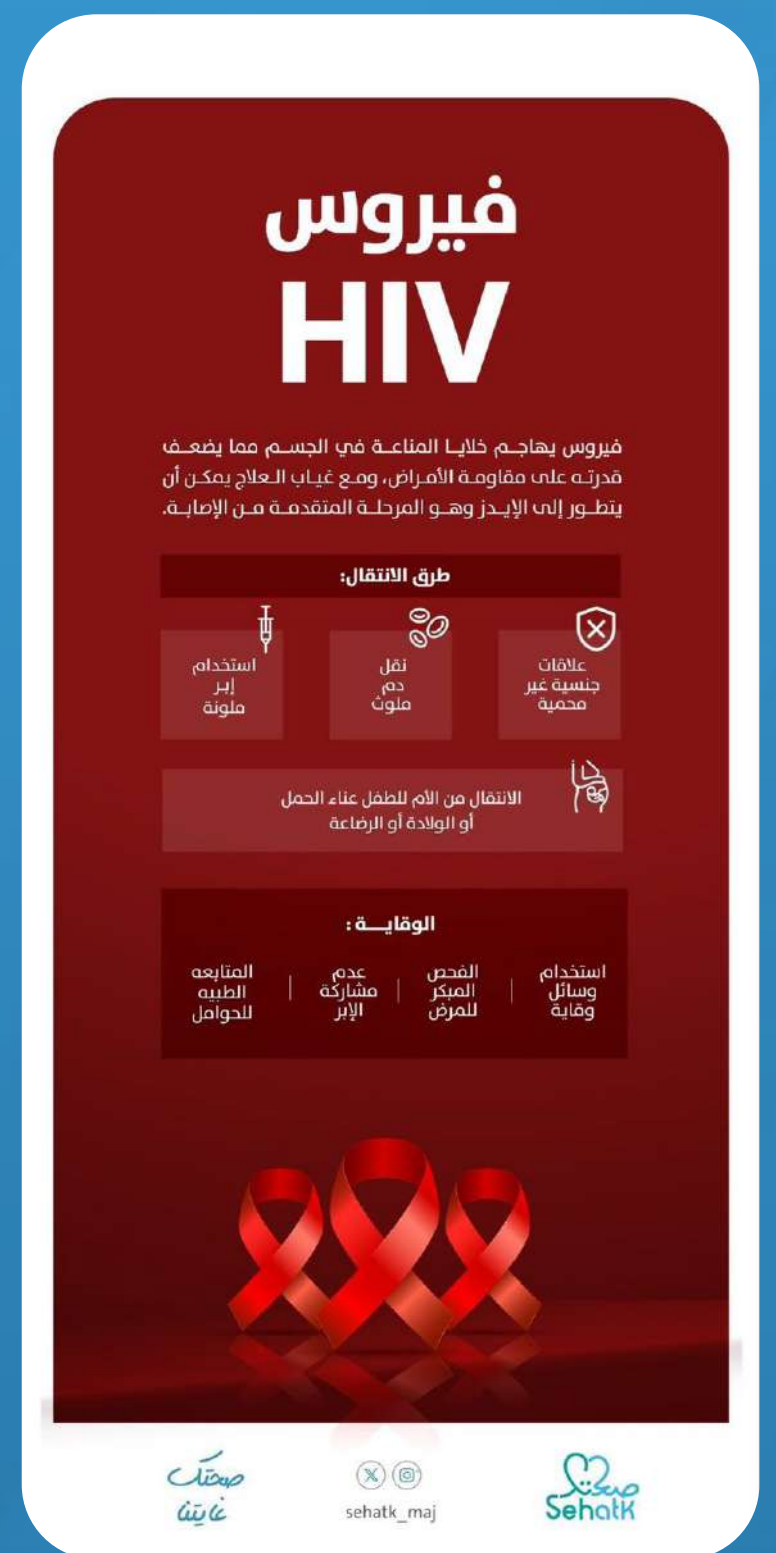 فيروس
HIV
فيروس يهاجم خلايا المناعة في الجسم مما يضعف
قدرته على مقاومة الأمراض، ومع غياب العلاج يمكن أن
يتطور إلى الإيدز وهو المرحلة المتقدمة من الإصابة.
طرق الانتقال:
علاقات
جنسية غير
محمية
نقل
دم
ملوث
استخدام
إبر
ملونة
الانتقال من الأم للطفل عناء الحمل
أو الولادة أو الرضاعة
الوقاية :
استخدام
وسائل
وقاية
الفحص
المبكر
للمرض
عدم
مشاركة
الإبر
المتابعه
الطبيه
للحوامل
صحتك
Sehatk
sehatk_maj
صحتك
غايتنا